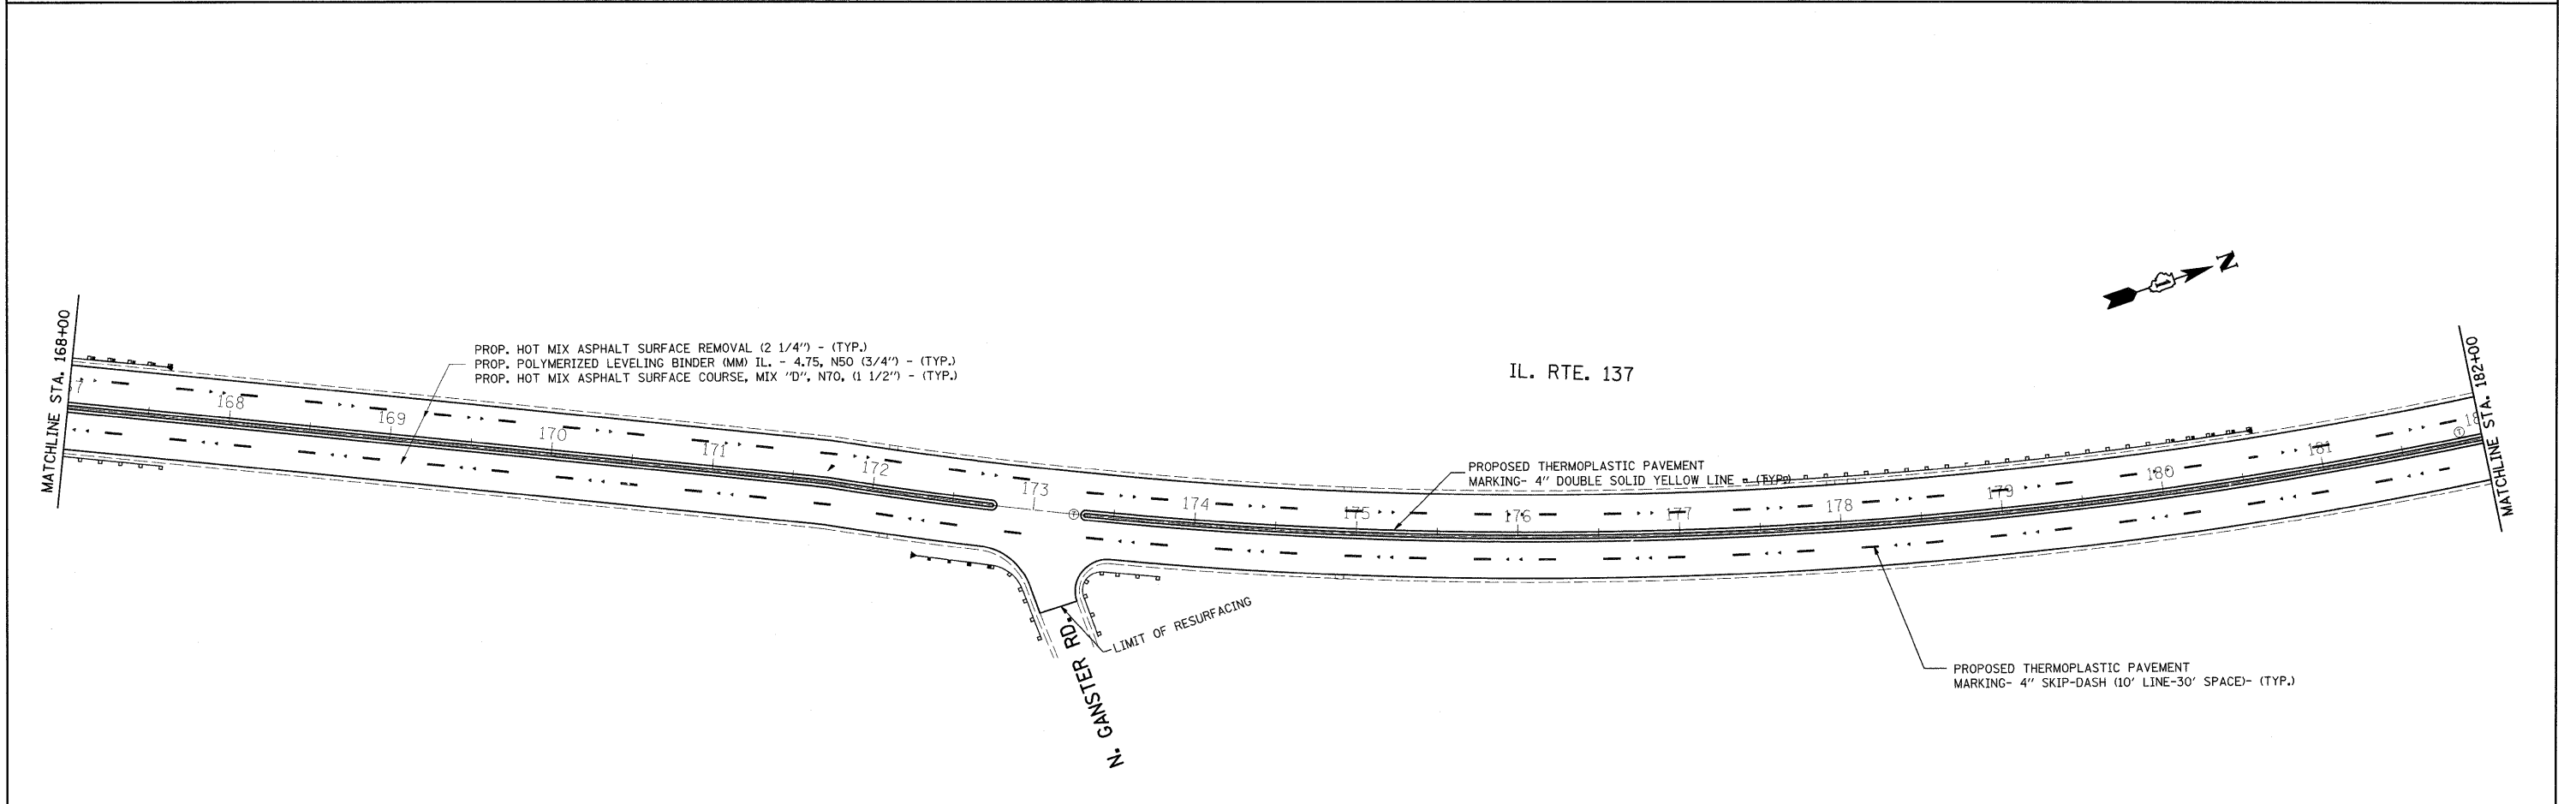 MATCHLINE STA. 168+00
PROP. HOT MIX ASPHALT SURFACE REMOVAL (2 1/4") - (TYP.)
PROP. POLYMERIZED LEVELING BINDER (MM) IL. - 4.75, N50 (3/4") - (TYP.)
PROP. HOT MIX ASPHALT SURFACE COURSE, MIX "D", N70, (1 1/2") - (TYP.)
N
1
IL. RTE. 137
MATCHLINE STA. 182+00
7
168
169
170
171
172
173
174
175
176
177
178
179
180
181
18
T
T
PROPOSED THERMOPLASTIC PAVEMENT
MARKING- 4" DOUBLE SOLID YELLOW LINE - (TYP.)
N. GANSTER RD.
LIMIT OF RESURFACING
PROPOSED THERMOPLASTIC PAVEMENT
MARKING- 4" SKIP-DASH (10' LINE-30' SPACE)- (TYP.)